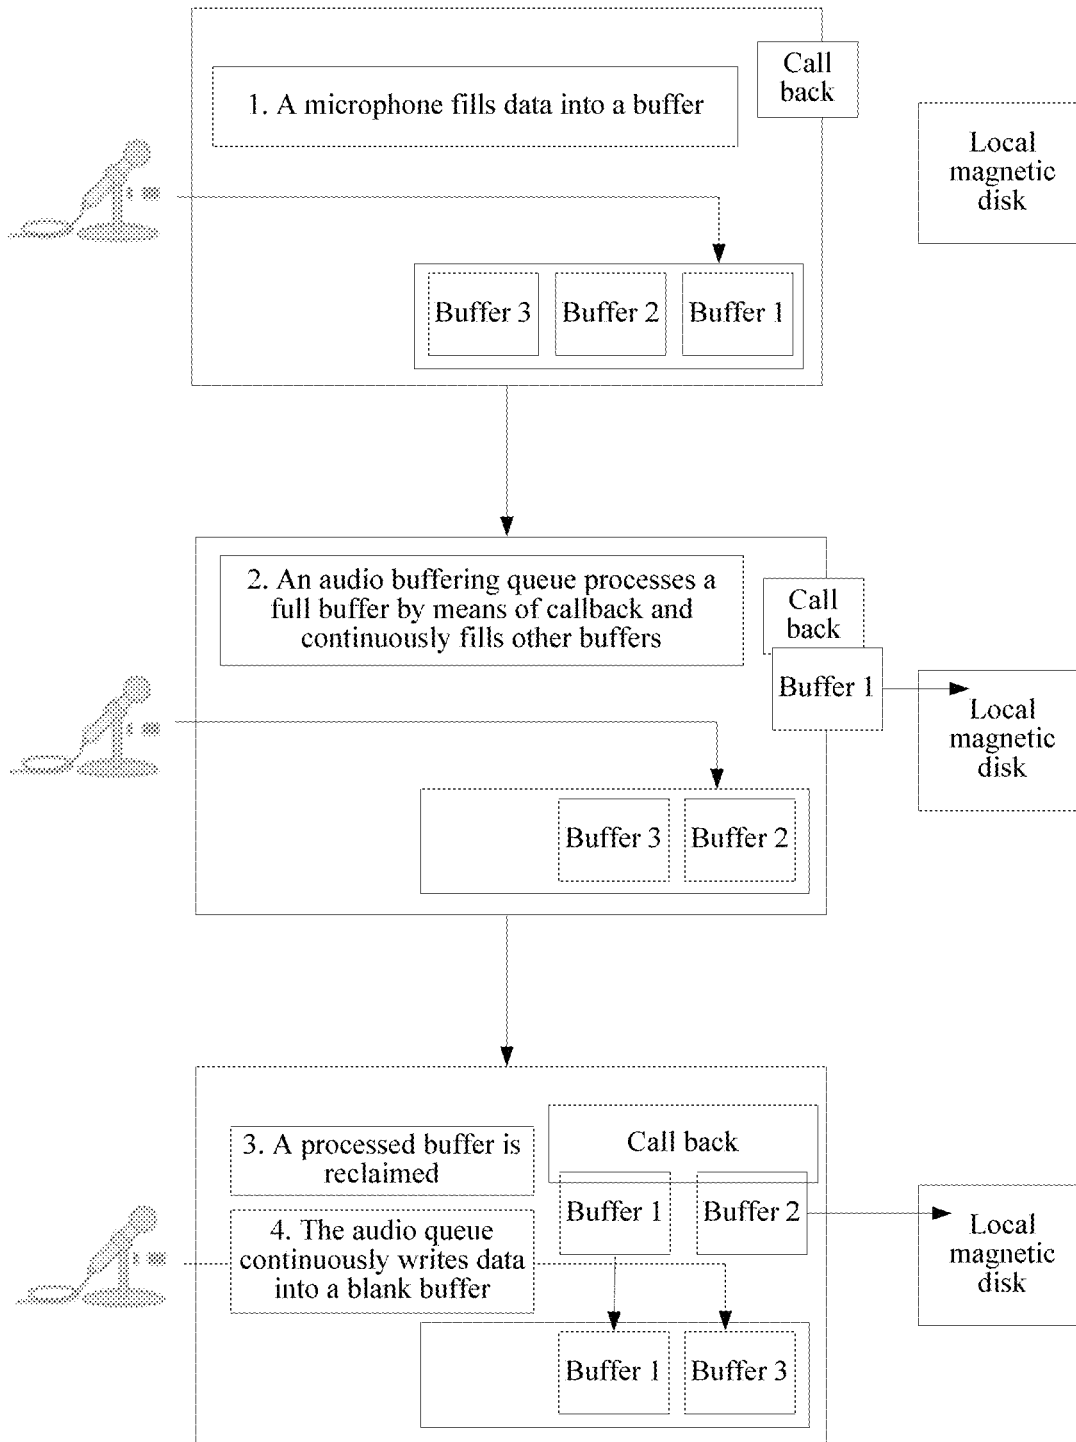 Call
back
1. A microphone fills data into a buffer
Local
magnetic
disk
Buffer 3 Buffer 2 Buffer 1
2. An audio buffering queue processes a
full buffer by means of callback and
continuously fills other buffers
Call
back
Buffer 1
Local
magnetic
disk
Buffer 3 Buffer 2
3. A processed buffer is
reclaimed
Call back
Buffer 1 Buffer 2
4. The audio queue
continuously writes data
into a blank buffer
Local
magnetic
disk
Buffer 1 Buffer 3